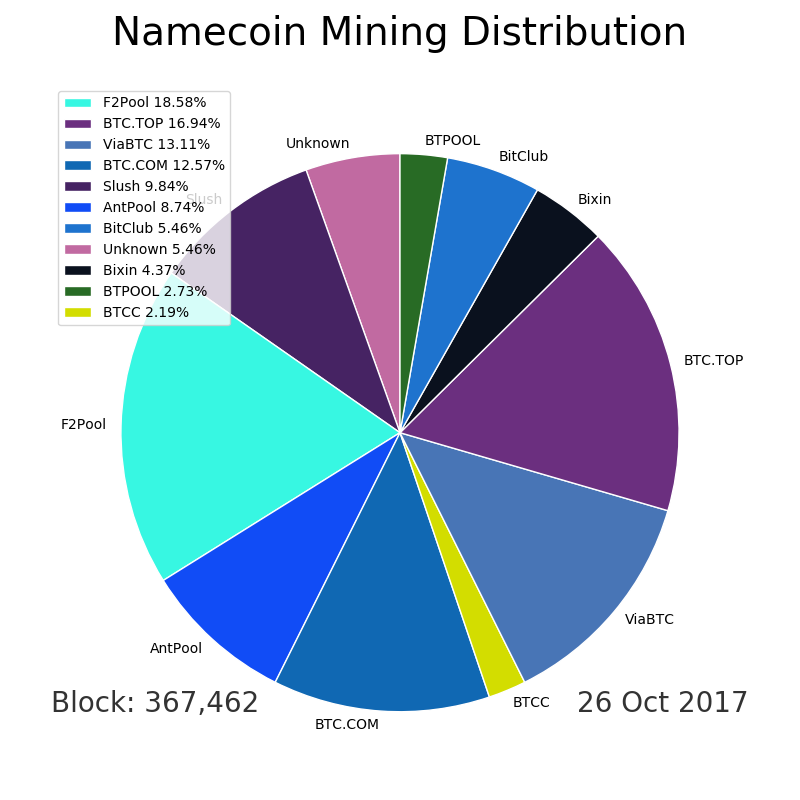 Namecoin Mining Distribution
F2Pool 18.58%
BTC.TOP 16.94%
ViaBTC 13.11%
BTC.COM 12.57%
Slush 9.84%
AntPool 8.74%
BitClub 5.46%
Unknown 5.46%
Bixin 4.37%
BTPOOL 2.73%
BTCC 2.19%
BTPOOL
Unknown
BitClub
Bixin
Slush
BTC.TOP
F2Pool
ViaBTC
AntPool
BTCC
BTC.COM
Block: 367,462
26 Oct 2017